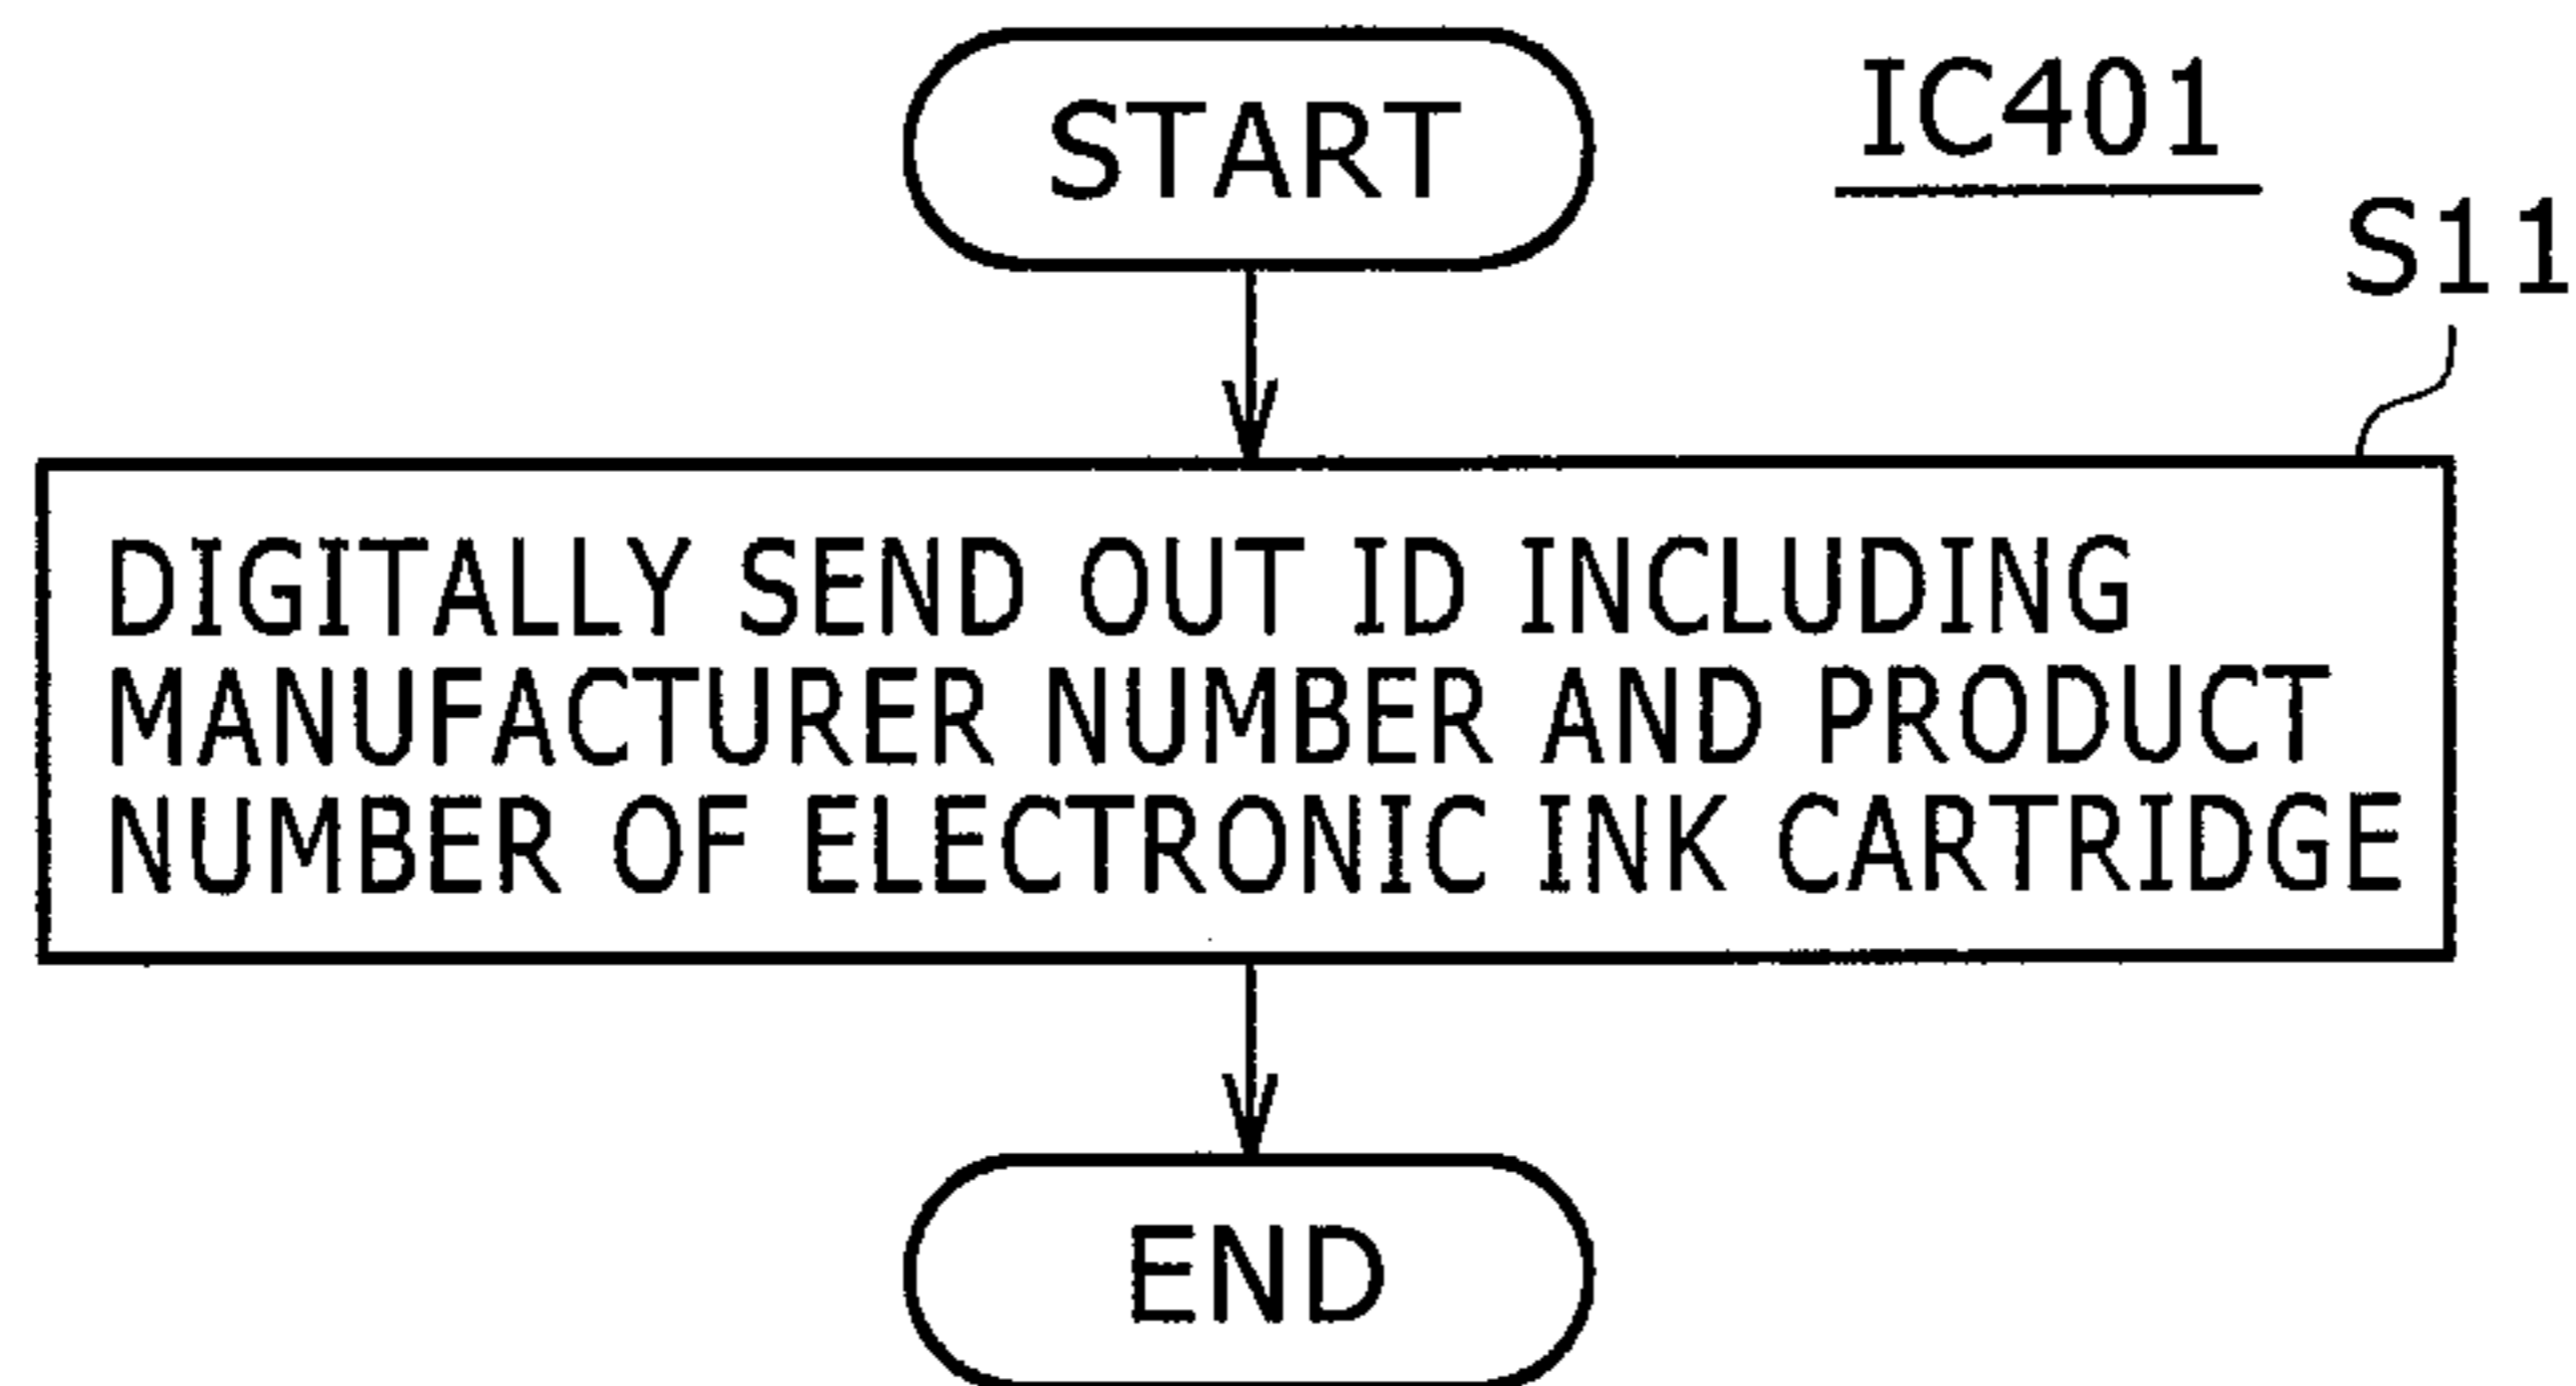 START
IC401
S11
DIGITALLY SEND OUT ID INCLUDING
MANUFACTURER NUMBER AND PRODUCT
NUMBER OF ELECTRONIC INK CARTRIDGE
END